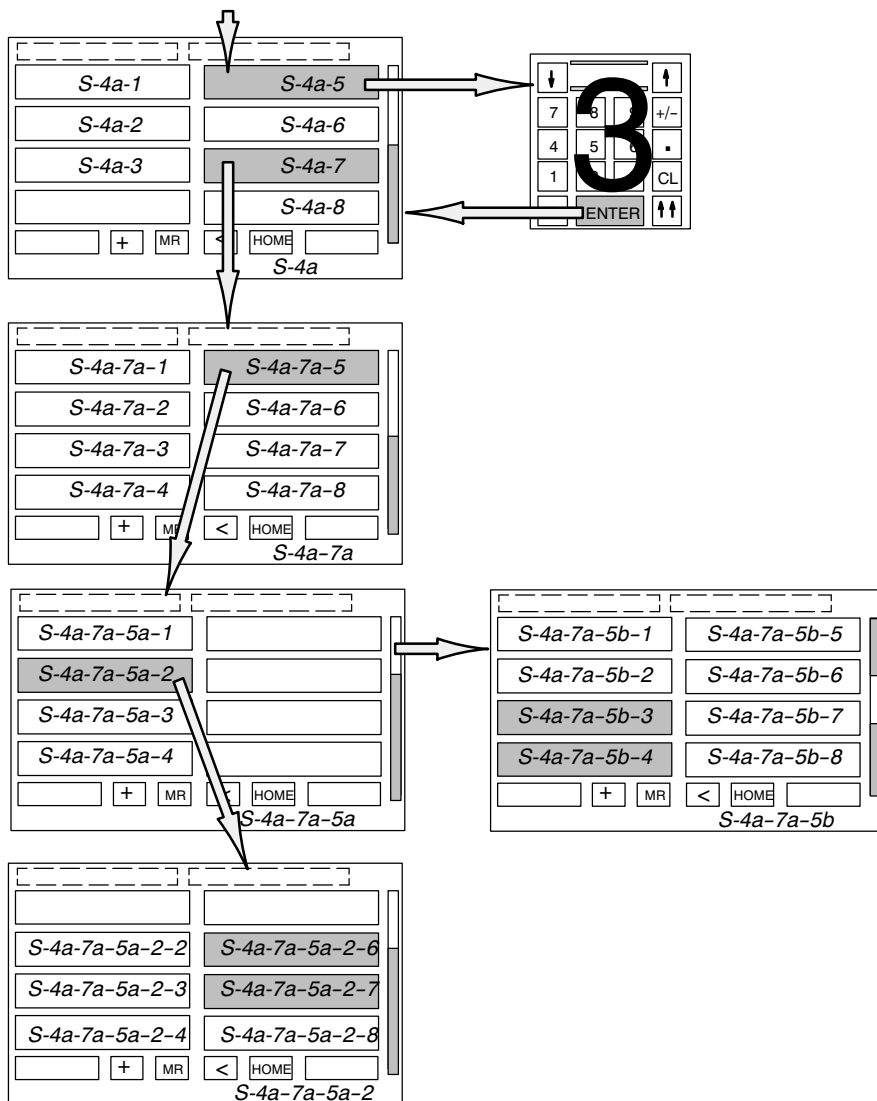 S-4a-1 S-4a-5
S-4a-2 S-4a-6
S-4a-3 S-4a-7
S-4a-8
+ MR < HOME
S-4a
3
7 8 9 +/-
4 5 6 .
1 CL
ENTER
S-4a-7a-1 S-4a-7a-5
S-4a-7a-2 S-4a-7a-6
S-4a-7a-3 S-4a-7a-7
S-4a-7a-4 S-4a-7a-8
+ MR < HOME
S-4a-7a
S-4a-7a-5a-1
S-4a-7a-5a-2
S-4a-7a-5a-3
S-4a-7a-5a-4
+ MR < HOME
S-4a-7a-5a
S-4a-7a-5b-1 S-4a-7a-5b-5
S-4a-7a-5b-2 S-4a-7a-5b-6
S-4a-7a-5b-3 S-4a-7a-5b-7
S-4a-7a-5b-4 S-4a-7a-5b-8
+ MR < HOME
S-4a-7a-5b
S-4a-7a-5a-2-2 S-4a-7a-5a-2-6
S-4a-7a-5a-2-3 S-4a-7a-5a-2-7
S-4a-7a-5a-2-4 S-4a-7a-5a-2-8
+ MR < HOME
S-4a-7a-5a-2